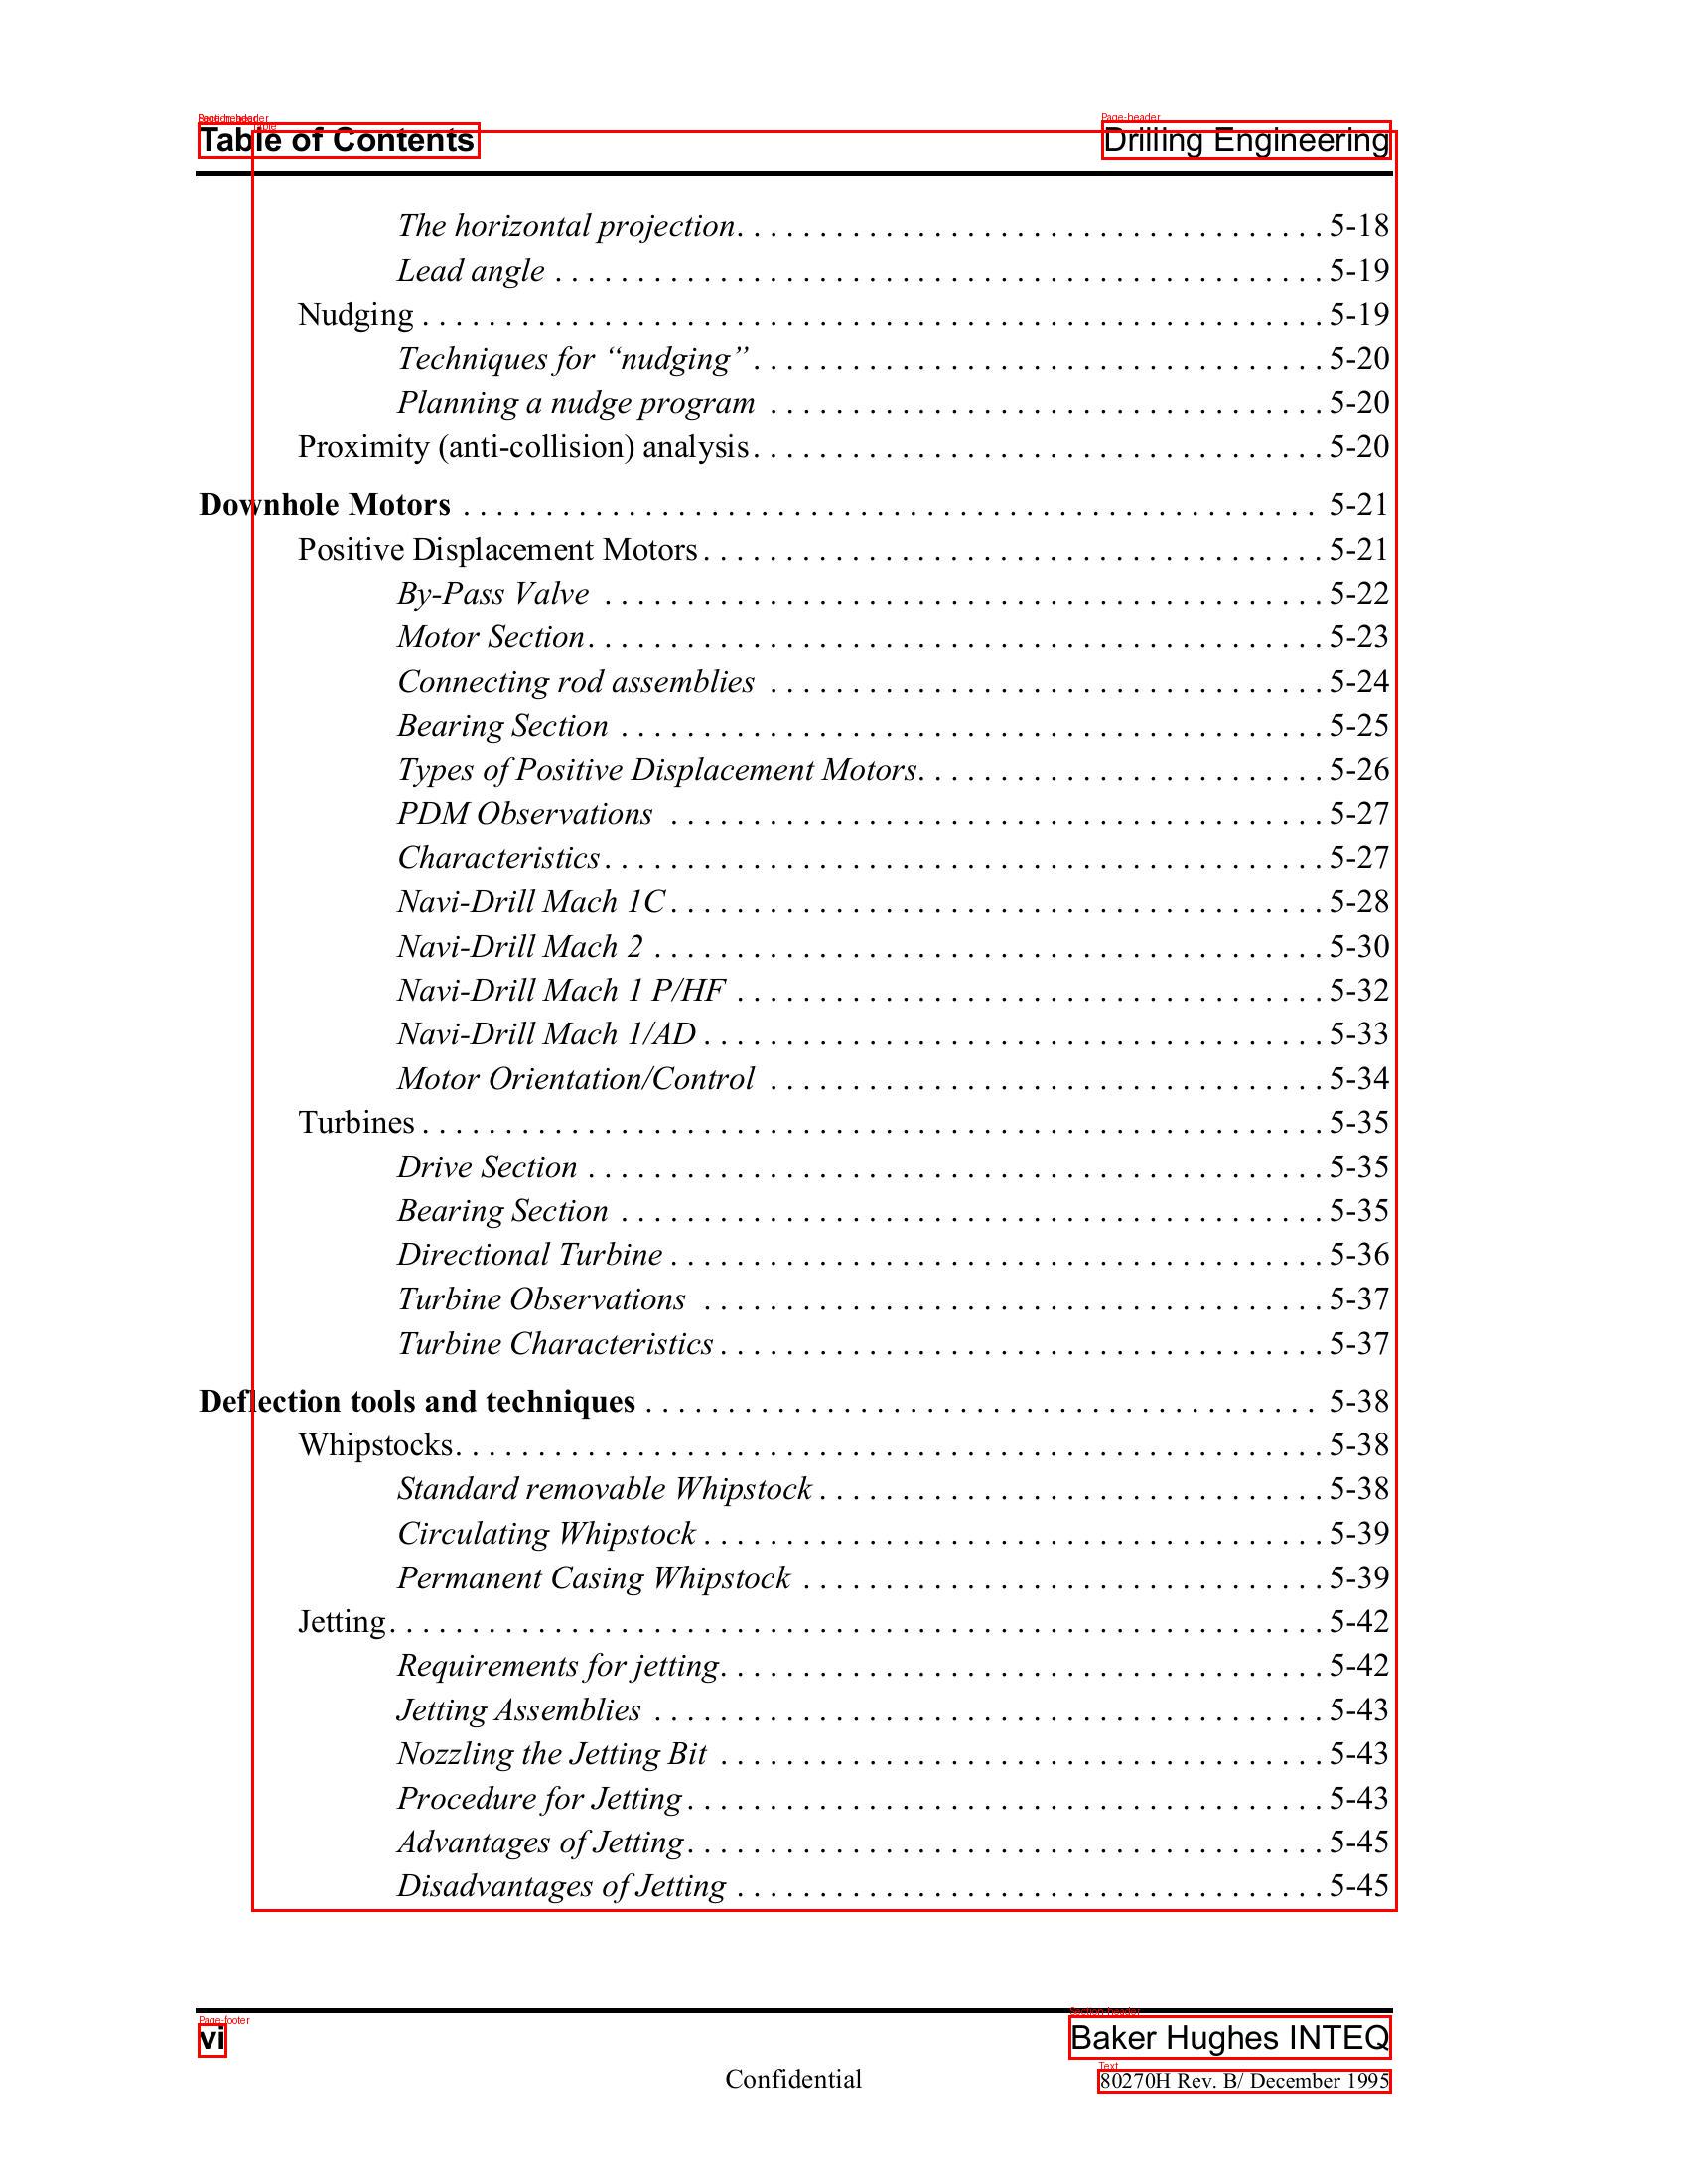 Table of Contents Drilling Engineering
The horizontal projection. . . . . . . . . . . . . . . . . . . . . . . . . . . . . . . . . . . . 5-18
Lead angle . . . . . . . . . . . . . . . . . . . . . . . . . . . . . . . . . . . . . . . . . . . . . . . 5-19
Nudging . . . . . . . . . . . . . . . . . . . . . . . . . . . . . . . . . . . . . . . . . . . . . . . . . . . . . . . 5-19
Techniques for “nudging” . . . . . . . . . . . . . . . . . . . . . . . . . . . . . . . . . . . 5-20
Planning a nudge program . . . . . . . . . . . . . . . . . . . . . . . . . . . . . . . . . . 5-20
Proximity (anti-collision) analysis . . . . . . . . . . . . . . . . . . . . . . . . . . . . . . . . . . . 5-20
Downhole Motors . . . . . . . . . . . . . . . . . . . . . . . . . . . . . . . . . . . . . . . . . . . . . . . . . . . . 5-21
Positive Displacement Motors . . . . . . . . . . . . . . . . . . . . . . . . . . . . . . . . . . . . . . 5-21
By-Pass Valve . . . . . . . . . . . . . . . . . . . . . . . . . . . . . . . . . . . . . . . . . . . . 5-22
Motor Section . . . . . . . . . . . . . . . . . . . . . . . . . . . . . . . . . . . . . . . . . . . . . 5-23
Connecting rod assemblies . . . . . . . . . . . . . . . . . . . . . . . . . . . . . . . . . . 5-24
Bearing Section . . . . . . . . . . . . . . . . . . . . . . . . . . . . . . . . . . . . . . . . . . . 5-25
Types of Positive Displacement Motors. . . . . . . . . . . . . . . . . . . . . . . . . 5-26
PDM Observations . . . . . . . . . . . . . . . . . . . . . . . . . . . . . . . . . . . . . . . . 5-27
Characteristics . . . . . . . . . . . . . . . . . . . . . . . . . . . . . . . . . . . . . . . . . . . . 5-27
Navi-Drill Mach 1C . . . . . . . . . . . . . . . . . . . . . . . . . . . . . . . . . . . . . . . . 5-28
Navi-Drill Mach 2 . . . . . . . . . . . . . . . . . . . . . . . . . . . . . . . . . . . . . . . . . 5-30
Navi-Drill Mach 1 P/HF . . . . . . . . . . . . . . . . . . . . . . . . . . . . . . . . . . . . 5-32
Navi-Drill Mach 1/AD . . . . . . . . . . . . . . . . . . . . . . . . . . . . . . . . . . . . . . 5-33
Motor Orientation/Control . . . . . . . . . . . . . . . . . . . . . . . . . . . . . . . . . . 5-34
Turbines . . . . . . . . . . . . . . . . . . . . . . . . . . . . . . . . . . . . . . . . . . . . . . . . . . . . . . . 5-35
Drive Section . . . . . . . . . . . . . . . . . . . . . . . . . . . . . . . . . . . . . . . . . . . . . 5-35
Bearing Section . . . . . . . . . . . . . . . . . . . . . . . . . . . . . . . . . . . . . . . . . . . 5-35
Directional Turbine . . . . . . . . . . . . . . . . . . . . . . . . . . . . . . . . . . . . . . . . 5-36
Turbine Observations . . . . . . . . . . . . . . . . . . . . . . . . . . . . . . . . . . . . . . 5-37
Turbine Characteristics . . . . . . . . . . . . . . . . . . . . . . . . . . . . . . . . . . . . . 5-37
Deflection tools and techniques . . . . . . . . . . . . . . . . . . . . . . . . . . . . . . . . . . . . . . . . . 5-38
Whipstocks. . . . . . . . . . . . . . . . . . . . . . . . . . . . . . . . . . . . . . . . . . . . . . . . . . . . . 5-38
Standard removable Whipstock . . . . . . . . . . . . . . . . . . . . . . . . . . . . . . . 5-38
Circulating Whipstock . . . . . . . . . . . . . . . . . . . . . . . . . . . . . . . . . . . . . . 5-39
Permanent Casing Whipstock . . . . . . . . . . . . . . . . . . . . . . . . . . . . . . . . 5-39
Jetting . . . . . . . . . . . . . . . . . . . . . . . . . . . . . . . . . . . . . . . . . . . . . . . . . . . . . . . . . 5-42
Requirements for jetting. . . . . . . . . . . . . . . . . . . . . . . . . . . . . . . . . . . . . 5-42
Jetting Assemblies . . . . . . . . . . . . . . . . . . . . . . . . . . . . . . . . . . . . . . . . . 5-43
Nozzling the Jetting Bit . . . . . . . . . . . . . . . . . . . . . . . . . . . . . . . . . . . . . 5-43
Procedure for Jetting . . . . . . . . . . . . . . . . . . . . . . . . . . . . . . . . . . . . . . . 5-43
Advantages of Jetting . . . . . . . . . . . . . . . . . . . . . . . . . . . . . . . . . . . . . . . 5-45
Disadvantages of Jetting . . . . . . . . . . . . . . . . . . . . . . . . . . . . . . . . . . . . 5-45
Page-footer
vi
Baker Hughes INTEQ
Confidential
Text
80270H Rev. B/ December 1995